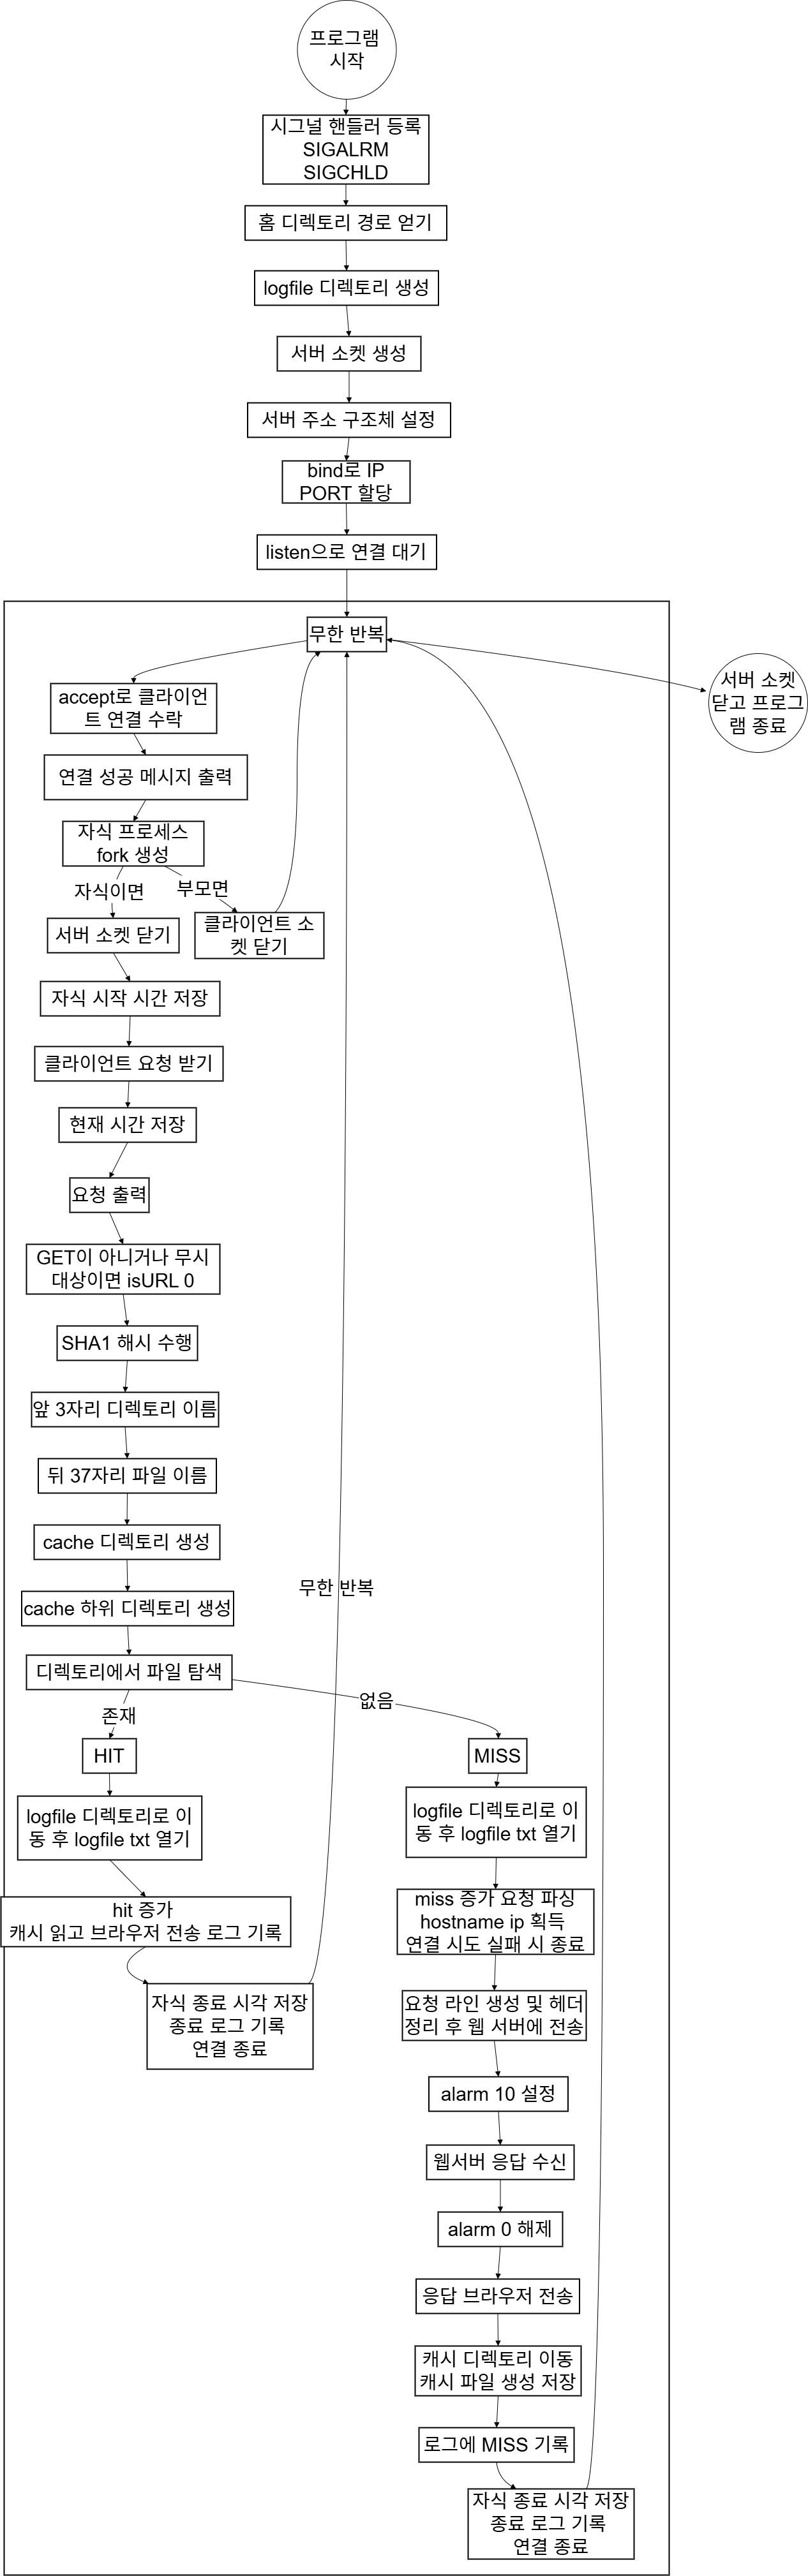 프로그램
시작
시그널 핸들러 등록
SIGALRM
SIGCHLD
홈 디렉토리 경로 얻기
logfile 디렉토리 생성
서버 소켓 생성
서버 주소 구조체 설정
bind로 IP
PORT 할당
listen으로 연결 대기
무한 반복
서버 소켓
닫고 프로그
램 종료
accept로 클라이언
트 연결 수락
연결 성공 메시지 출력
자식 프로세스
fork 생성
자식이면
부모면
서버 소켓 닫기
클라이언트 소
켓 닫기
자식 시작 시간 저장
클라이언트 요청 받기
현재 시간 저장
요청 출력
GET이 아니거나 무시
대상이면 isURL 0
SHA1 해시 수행
앞 3자리 디렉토리 이름
뒤 37자리 파일 이름
cache 디렉토리 생성
무한 반복
cache 하위 디렉토리 생성
디렉토리에서 파일 탐색
존재
없음
HIT
logfile 디렉토리로 이
동 후 logfile txt 열기
hit 증가
캐시 읽고 브라우저 전송 로그 기록
자식 종료 시각 저장
종료 로그 기록
연결 종료
MISS
logfile 디렉토리로 이
동 후 logfile txt 열기
miss 증가 요청 파싱
hostname ip 획득
연결 시도 실패 시 종료
요청 라인 생성 및 헤더
정리 후 웹 서버에 전송
alarm 10 설정
웹서버 응답 수신
alarm 0 해제
응답 브라우저 전송
캐시 디렉토리 이동
캐시 파일 생성 저장
로그에 MISS 기록
자식 종료 시각 저장
종료 로그 기록
연결 종료